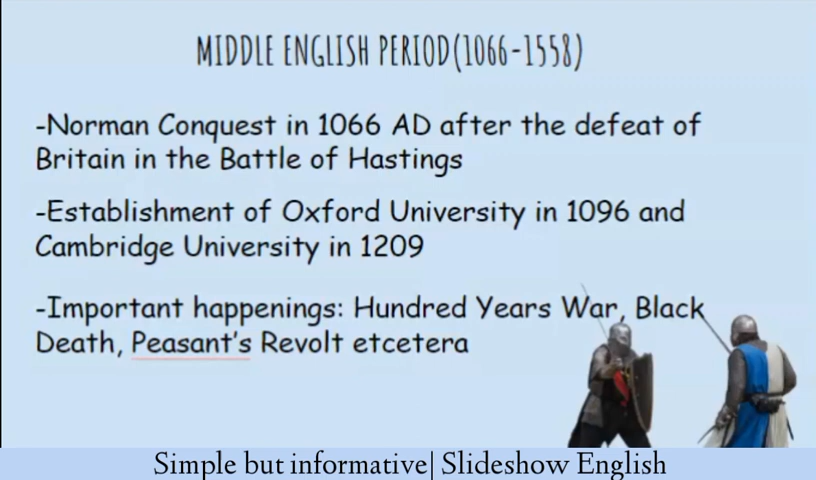 MIDDLE ENGLISH PERIOD(1066-1558)
-Norman Conquest in 1066 AD after the defeat of
Britain in the Battle of Hastings
-Establishment of Oxford University in 1096 and
Cambridge University in 1209
-Important happenings: Hundred Years War, Black
Death, Peasant's Revolt etcetera
Simple but informative| Slideshow English